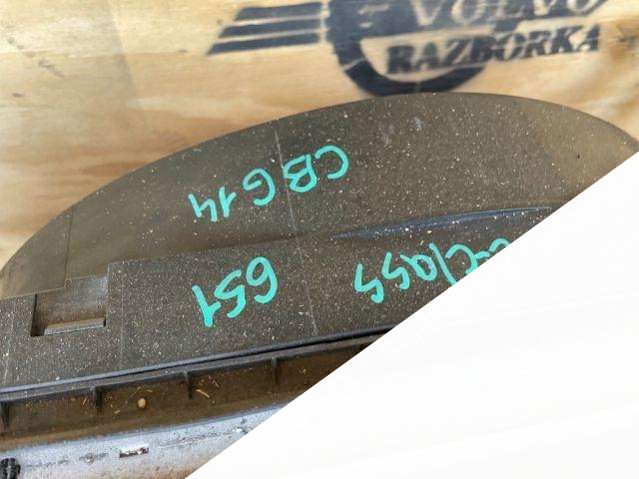 VOLVO
RAZBORKA
-Class 651
CBG14